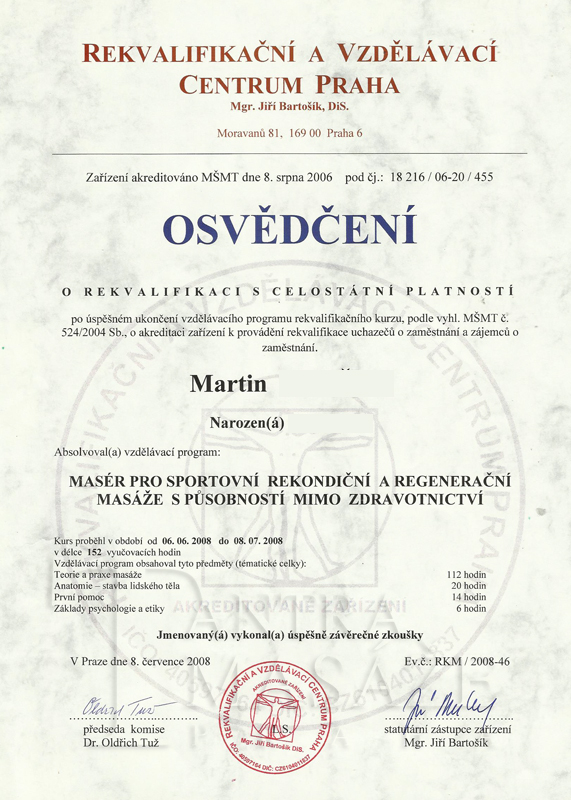 REKVALIFIKAČNÍ A VZDĚLÁVACÍ
CENTRUM PRAHA
Mgr. Jiří Bartošík, DiS.
Moravanů 81, 169 00 Praha 6
Zařízení akreditováno MŠMT dne 8. srpna 2006 pod čj.: 18 216 / 06-20 / 455
OSVĚDČENÍ
O REKVALIFIKACI S CELOSTÁTNÍ PLATNOSTÍ
po úspěšném ukončení vzdělávacího programu rekvalifikačního kurzu, podle vyhl. MŠMT č.
524/2004 Sb., o akreditaci zařízení k provádění rekvalifikace uchazečů o zaměstnání a zájemců o
zaměstnání.
Martin
Narozen(á)
Absolvoval(a) vzdělávací program:
MASÉR PRO SPORTOVNÍ REKONDIČNÍ A REGENERAČNÍ
MASÁŽE S PŮSOBNOSTÍ MIMO ZDRAVOTNICTVÍ
Kurs proběhl v období od 06.06. 2008 do 08. 07. 2008
v délce 152 vyučovacích hodin
Vzdělávací program obsahoval tyto předměty (tématické celky):
Teorie a praxe masáže 112 hodin
Anatomie – stavba lidského těla 20 hodin
První pomoc 14 hodin
Základy psychologie a etiky 6 hodin
AKREDITOVANÉ ZAŘÍZENÍ
Jmenovaný(á) vykonal(a) úspěšně závěrečné zkoušky
V Praze dne 8. července 2008 Ev.č.: RKM / 2008-46
REKVALIFIKAČNÍ A VZDĚLÁVACÍ CENTRUM PRAHA
AKREDITOVANÉ ZAŘÍZENÍ
L.S.
Mgr. Jiří Bartošík DiS.
předseda komise statutární zástupce zařízení
Dr. Oldřich Tuž Mgr. Jiří Bartošík